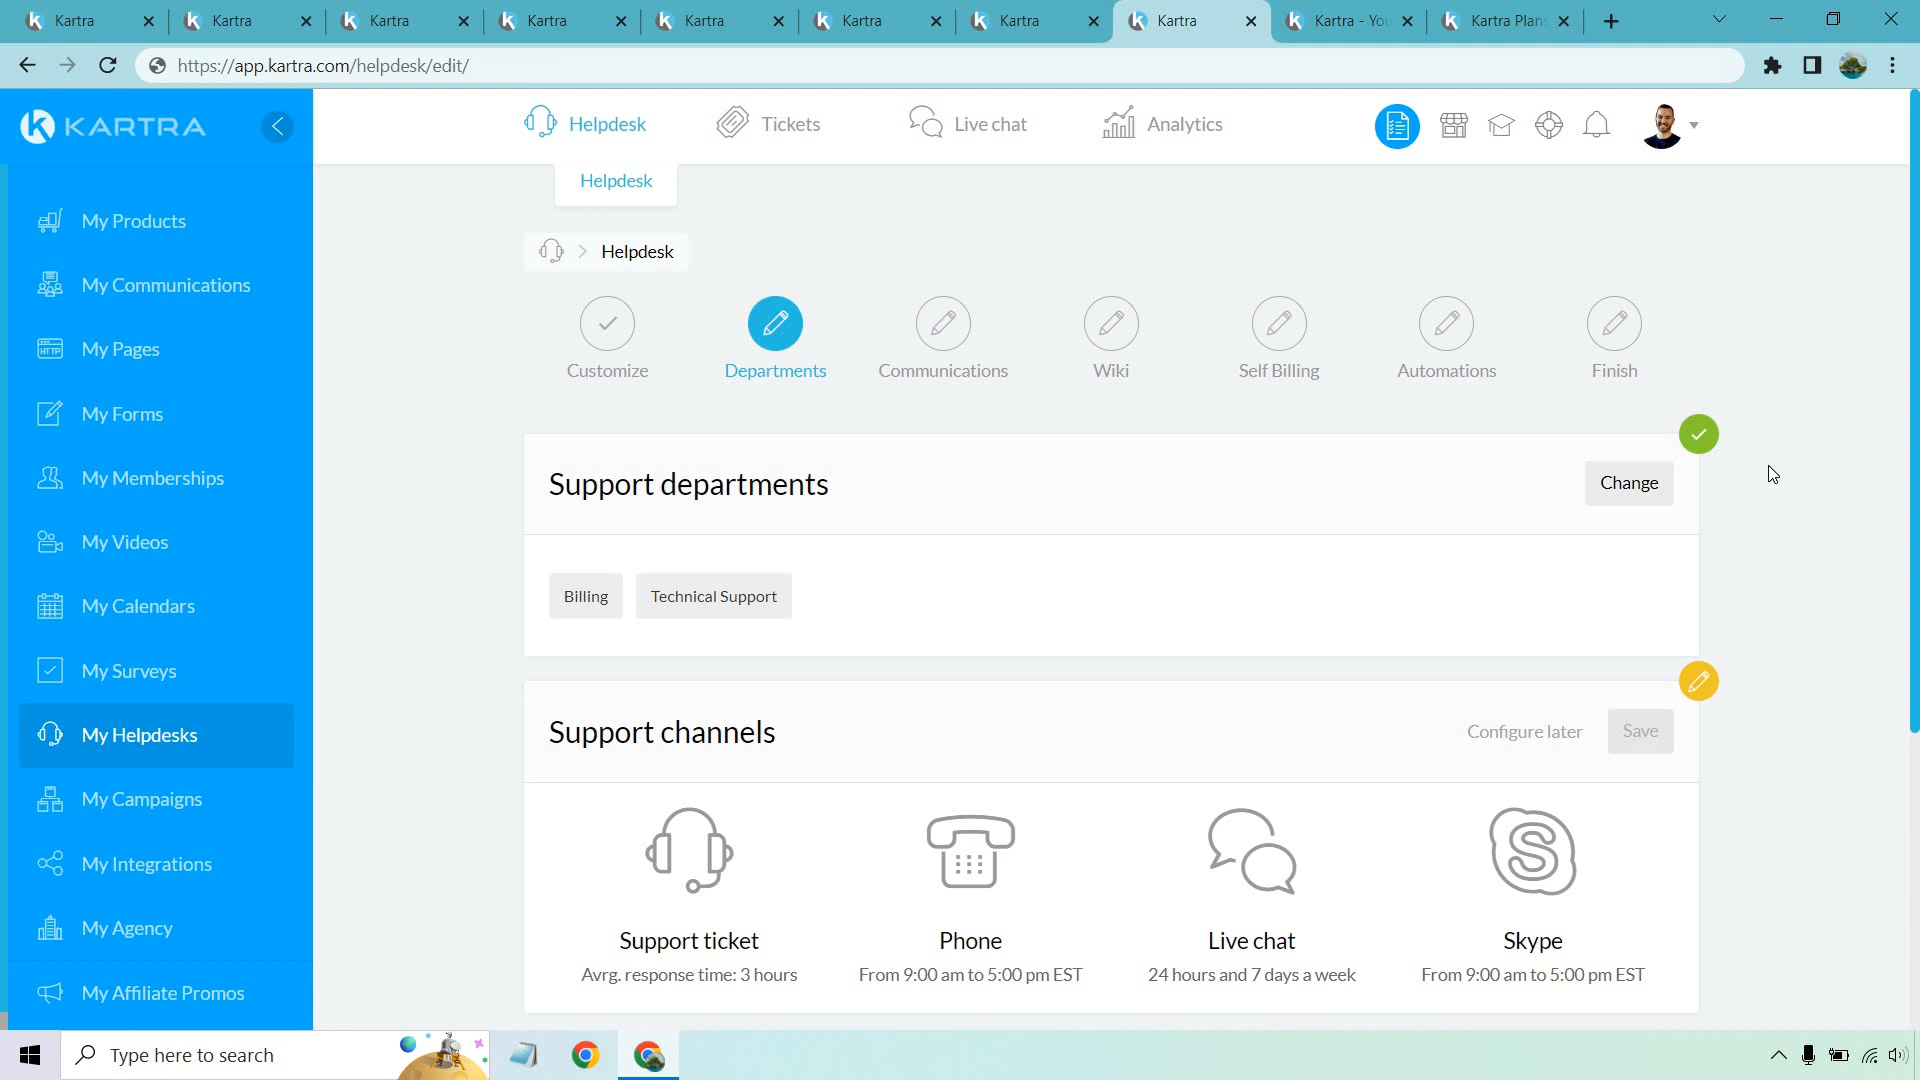 Kartra
Kartra
Kartra
Kartra
Kartra
Kartra
Kartra
Kartra
Kartra - You
Kartra Plans
https://app.kartra.com/helpdesk/edit/
KARTRA
Helpdesk
Tickets
Live chat
Analytics
Helpdesk
Helpdesk
My Products
My Communications
HTTP
My Pages
My Forms
My Memberships
My Videos
My Calendars
My Surveys
My Helpdesks
My Campaigns
My Integrations
My Agency
My Affiliate Promos
Customize
Departments
Communications
Wiki
Self Billing
Automations
Finish
Support departments
Change
Billing
Technical Support
Support channels
Configure later
Save
Support ticket
Avrg. response time: 3 hours
Phone
From 9:00 am to 5:00 pm EST
Live chat
24 hours and 7 days a week
Skype
From 9:00 am to 5:00 pm EST
Type here to search